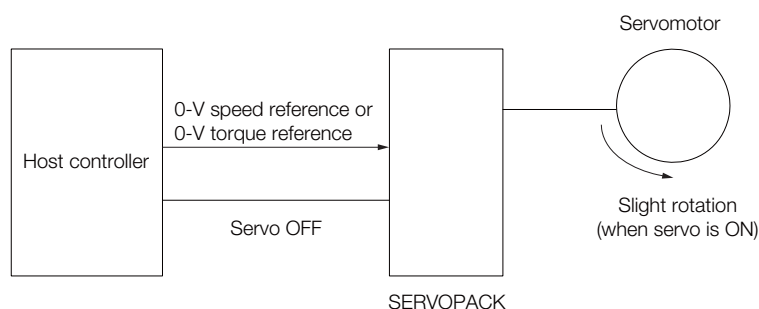 Servomotor
0-V speed reference or
0-V torque reference
Host controller
Servo OFF
Slight rotation
(when servo is ON)
SERVOPACK